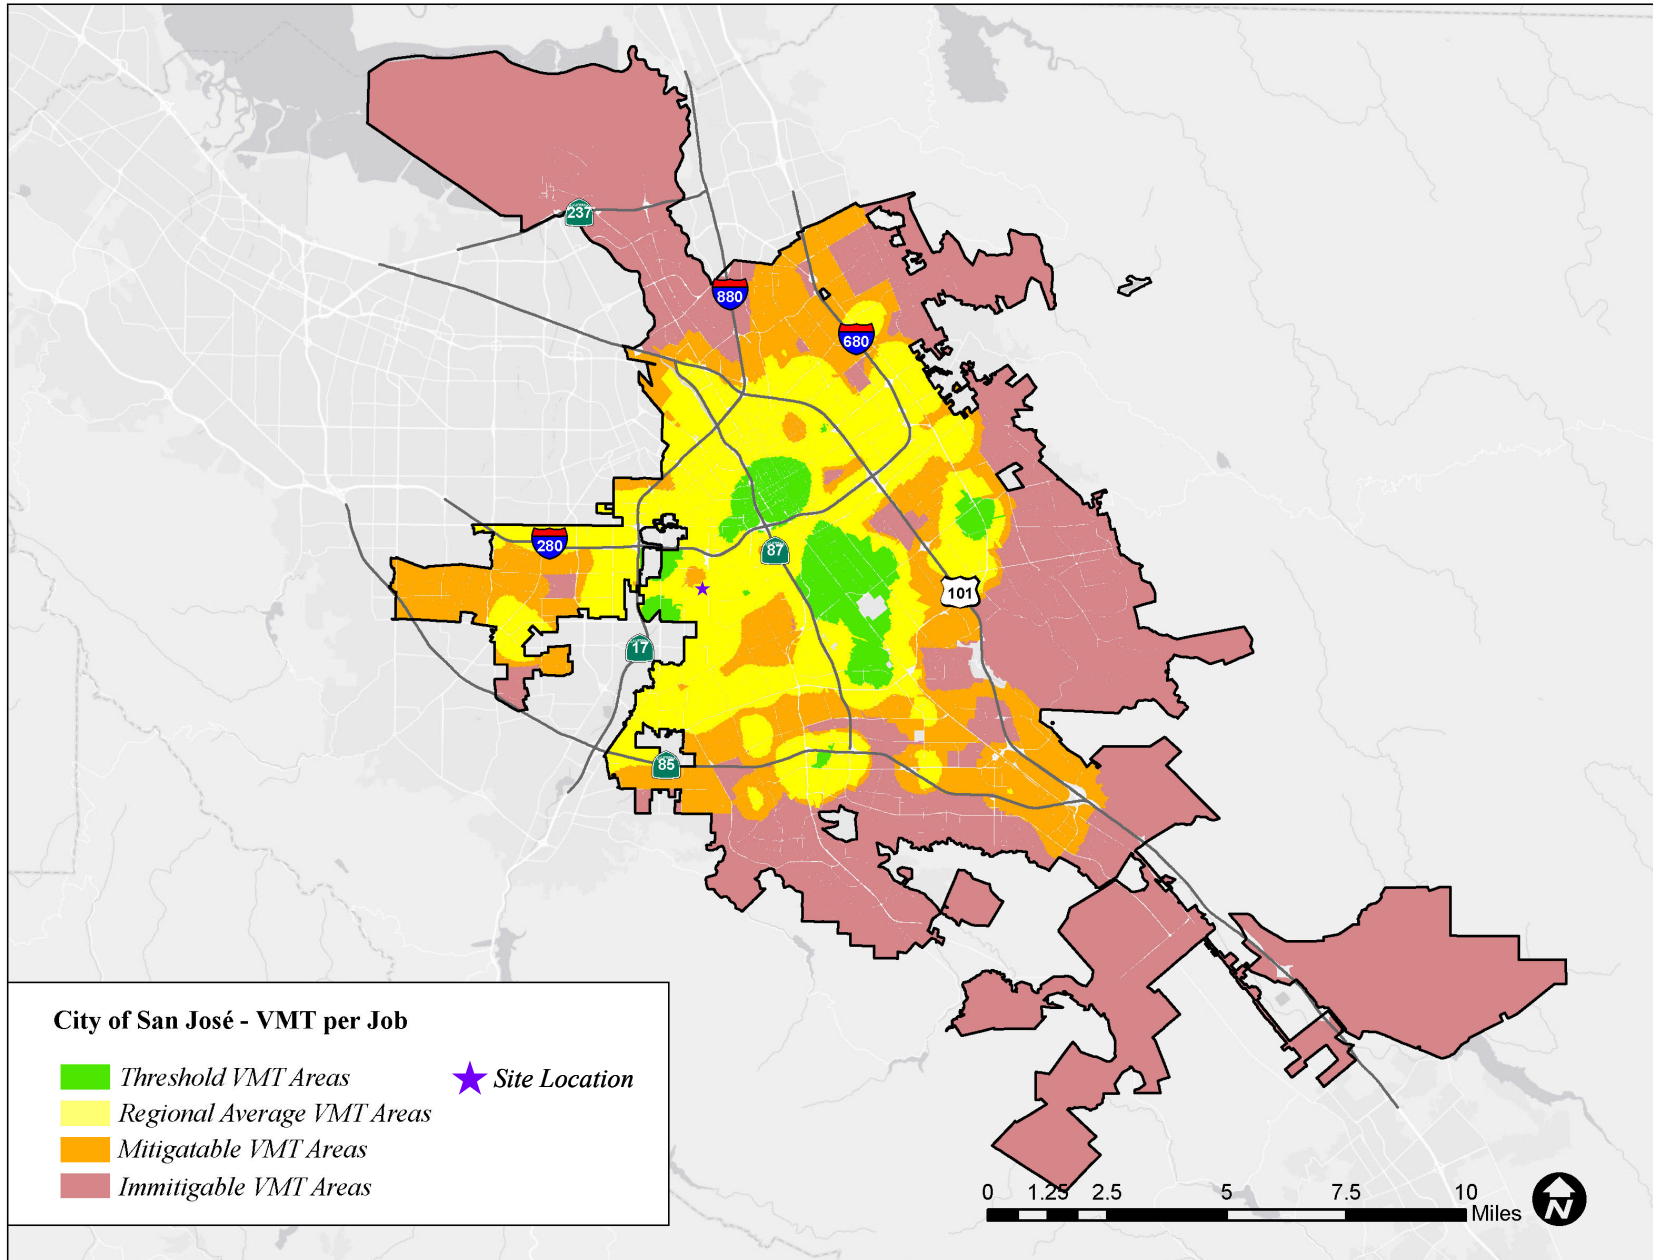 237
880
680
280
87
101
17
85
City of San José - VMT per Job
Threshold VMT Areas
Site Location
Regional Average VMT Areas
Mitigatable VMT Areas
Immitigable VMT Areas
0 1.25 2.5 5 7.5 10
Miles
N